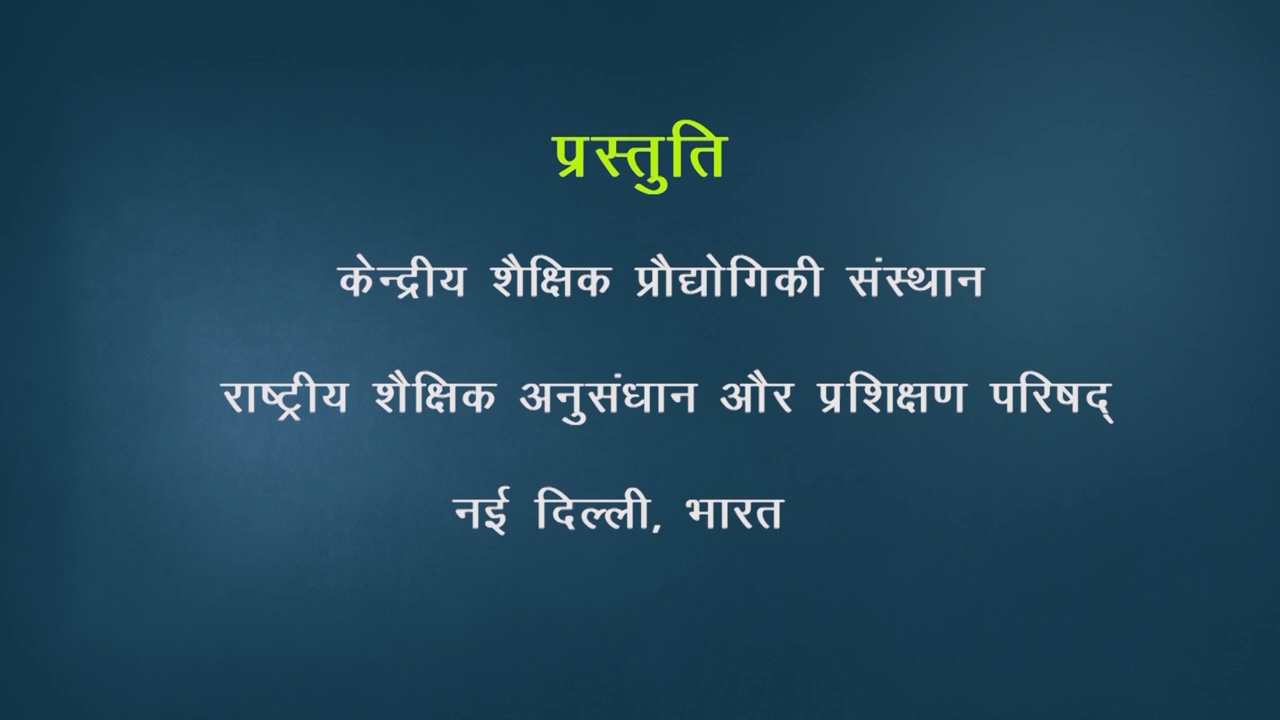 प्रस्तुति
केन्द्रीय शैक्षिक प्रौद्योगिकी संस्थान
राष्ट्रीय शैक्षिक अनुसंधान और प्रशिक्षण परिषद्
नई दिल्ली, भारत